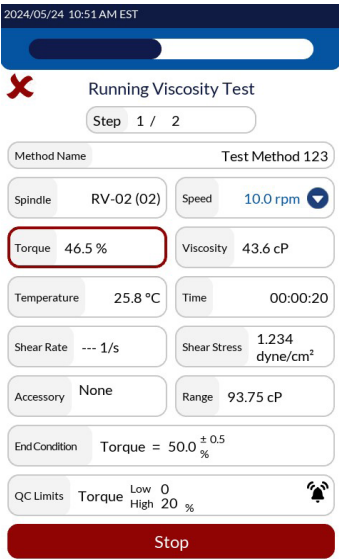 2024/05/24 10:51 AM EST
Running Viscosity Test
Step 1 / 2
Method Name Test Method 123
Spindle RV-02 (02) Speed 10.0 rpm
Torque 46.5 % Viscosity 43.6 cP
Temperature 25.8 ºC Time 00:00:20
Shear Rate --- 1/s Shear Stress 1.234
dyne/cm²
Accessory None Range 93.75 cP
End Condition Torque = 50.0 ± 0.5
%
QC Limits Torque Low 0
High 20 %
Stop